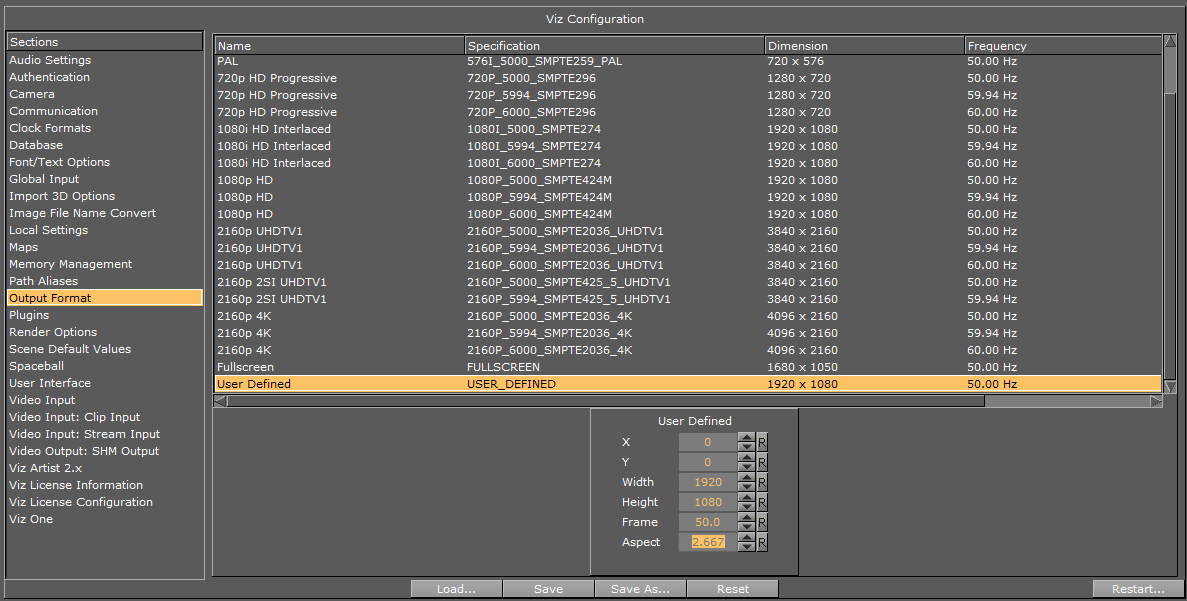 Viz Configuration
Sections
Audio Settings
Authentication
Camera
Communication
Clock Formats
Database
Font/Text Options
Global Input
Import 3D Options
Image File Name Convert
Local Settings
Maps
Memory Management
Path Aliases
Output Format
Plugins
Render Options
Scene Default Values
Spaceball
User Interface
Video Input
Video Input: Clip Input
Video Input: Stream Input
Video Output: SHM Output
Viz Artist 2.x
Viz License Information
Viz License Configuration
Viz One
Name Specification Dimension Frequency
PAL 576I_5000_SMPTE259_PAL 720 x 576 50.00 Hz
720p HD Progressive 720P_5000_SMPTE296 1280 x 720 50.00 Hz
720p HD Progressive 720P_5994_SMPTE296 1280 x 720 59.94 Hz
720p HD Progressive 720P_6000_SMPTE296 1280 x 720 60.00 Hz
1080i HD Interlaced 1080I_5000_SMPTE274 1920 x 1080 50.00 Hz
1080i HD Interlaced 1080I_5994_SMPTE274 1920 x 1080 59.94 Hz
1080i HD Interlaced 1080I_6000_SMPTE274 1920 x 1080 60.00 Hz
1080p HD 1080P_5000_SMPTE424M 1920 x 1080 50.00 Hz
1080p HD 1080P_5994_SMPTE424M 1920 x 1080 59.94 Hz
1080p HD 1080P_6000_SMPTE424M 1920 x 1080 60.00 Hz
2160p UHDTV1 2160P_5000_SMPTE2036_UHDTV1 3840 x 2160 50.00 Hz
2160p UHDTV1 2160P_5994_SMPTE2036_UHDTV1 3840 x 2160 59.94 Hz
2160p UHDTV1 2160P_6000_SMPTE2036_UHDTV1 3840 x 2160 60.00 Hz
2160p 2SI UHDTV1 2160P_5000_SMPTE425_5_UHDTV1 3840 x 2160 50.00 Hz
2160p 2SI UHDTV1 2160P_5994_SMPTE425_5_UHDTV1 3840 x 2160 59.94 Hz
2160p 4K 2160P_5000_SMPTE2036_4K 4096 x 2160 50.00 Hz
2160p 4K 2160P_5994_SMPTE2036_4K 4096 x 2160 59.94 Hz
2160p 4K 2160P_6000_SMPTE2036_4K 4096 x 2160 60.00 Hz
Fullscreen FULLSCREEN 1680 x 1050 50.00 Hz
User Defined USER_DEFINED 1920 x 1080 50.00 Hz
User Defined
X 0 R
Y 0 R
Width 1920 R
Height 1080 R
Frame 50.0 R
Aspect 2.667 R
Load... Save Save As... Reset Restart...